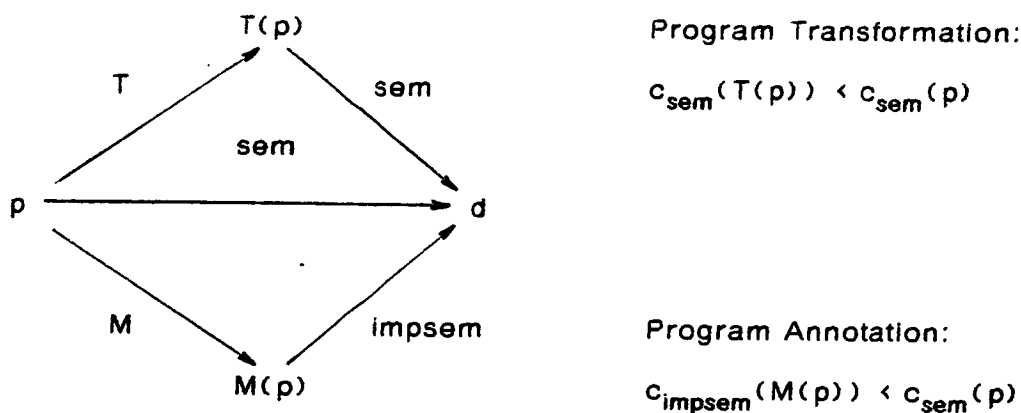 T(p)
T
sem
sem
p
d
M
impsem
M(p)
Program Transformation:
c_sem(T(p)) < c_sem(p)
Program Annotation:
c_impsem(M(p)) < c_sem(p)